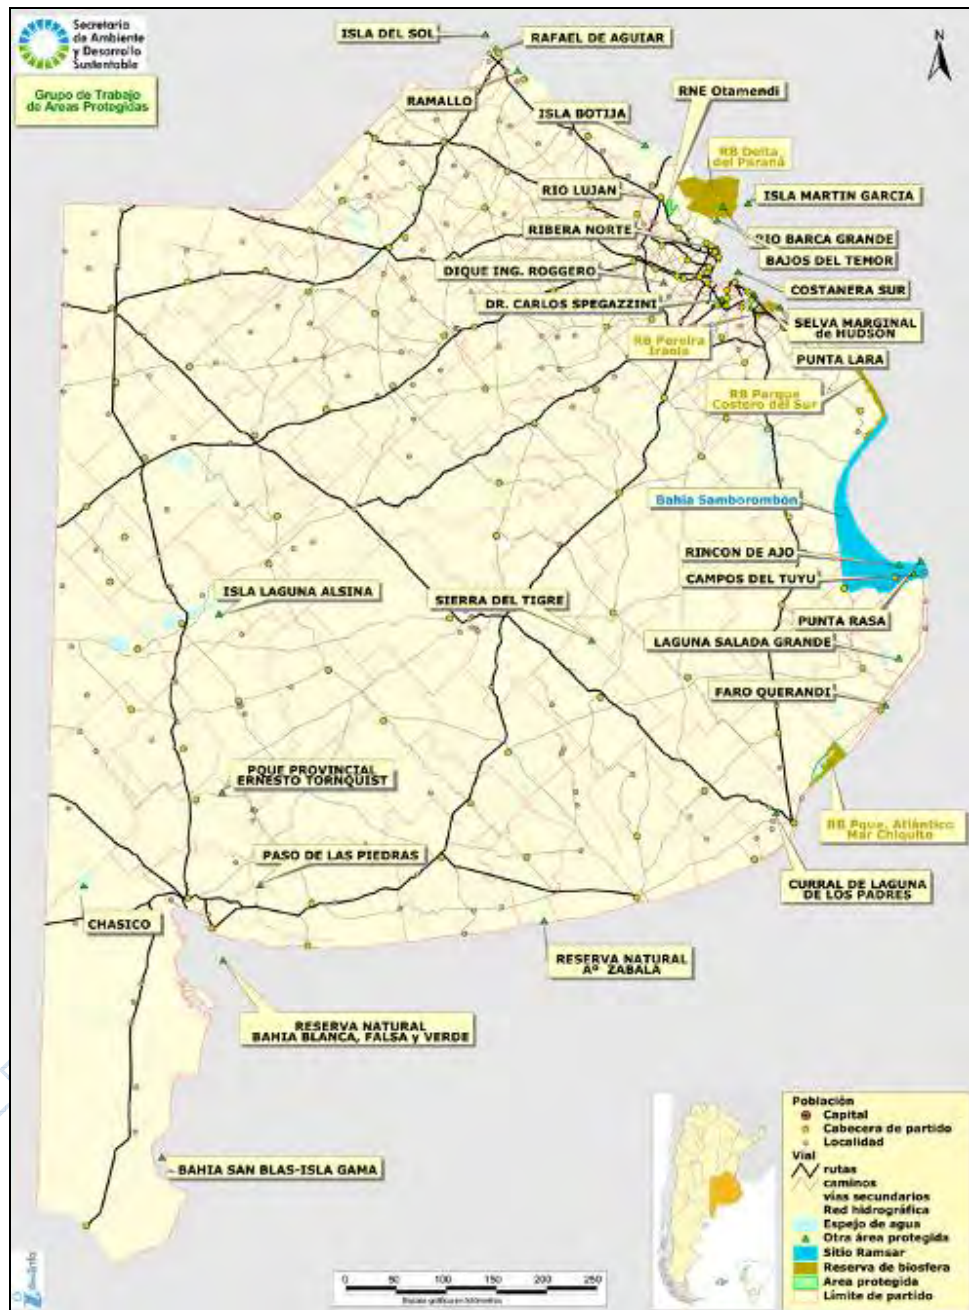 Secretaría
de Ambiente
y Desarrollo
Sustentable
Grupo de Trabajo
de Areas Protegidas
N
ISLA DEL SOL
RAFAEL DE AGUIAR
RAMALLO
RNE Otamendi
ISLA BOTIJA
RB Delta
del Paraná
RIO LUJAN
ISLA MARTIN GARCIA
RIBERA NORTE
RIO BARCA GRANDE
BAJOS DEL TEMOR
DIQUE ING. ROGGERO
COSTANERA SUR
DR. CARLOS SPEGAZZINI
SELVA MARGINAL
de HUDSON
RB Pereira
Iraola
PUNTA LARA
RB Parque
Costero del Sur
Bahía Samborombón
RINCON DE AJO
CAMPOS DEL TUYU
ISLA LAGUNA ALSINA
SIERRA DEL TIGRE
PUNTA RASA
LAGUNA SALADA GRANDE
FARO QUERANDI
PQUE PROVINCIAL
ERNESTO TORNQUIST
RB Pque. Atlántico
Mar Chiquito
PASO DE LAS PIEDRAS
CURRAL DE LAGUNA
DE LOS PADRES
CHASICO
RESERVA NATURAL
Aº ZABALA
RESERVA NATURAL
BAHIA BLANCA, FALSA y VERDE
BAHIA SAN BLAS-ISLA GAMA
Población
Capital
Cabecera de partido
Localidad
Vial
rutas
caminos
vias secundarios
Red hidrográfica
Espejo de agua
Otra área protegida
Sitio Ramsar
Reserva de biosfera
Area protegida
Límite de partido
0 50 100 150 200 250
Escala gráfica en kilómetros